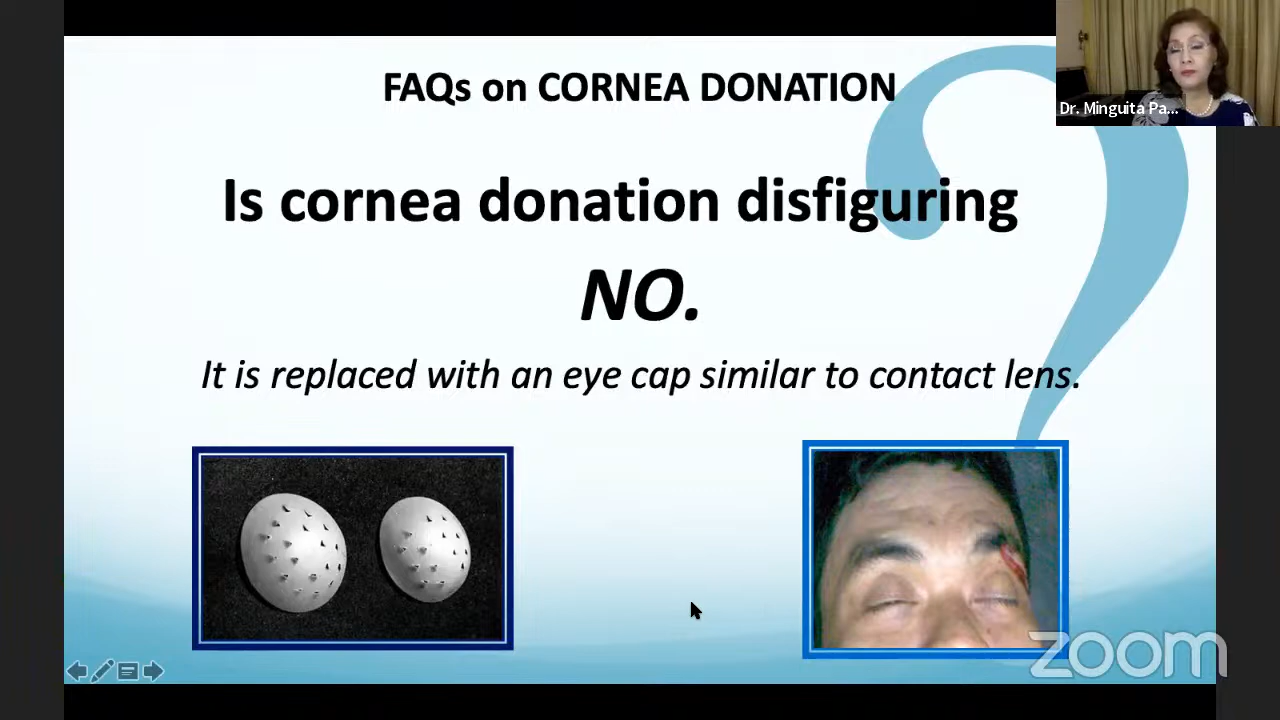 FAQs on CORNEA DONATION
Dr. Minguita Pa...
Is cornea donation disfiguring
?
NO.
It is replaced with an eye cap similar to contact lens.
zoom